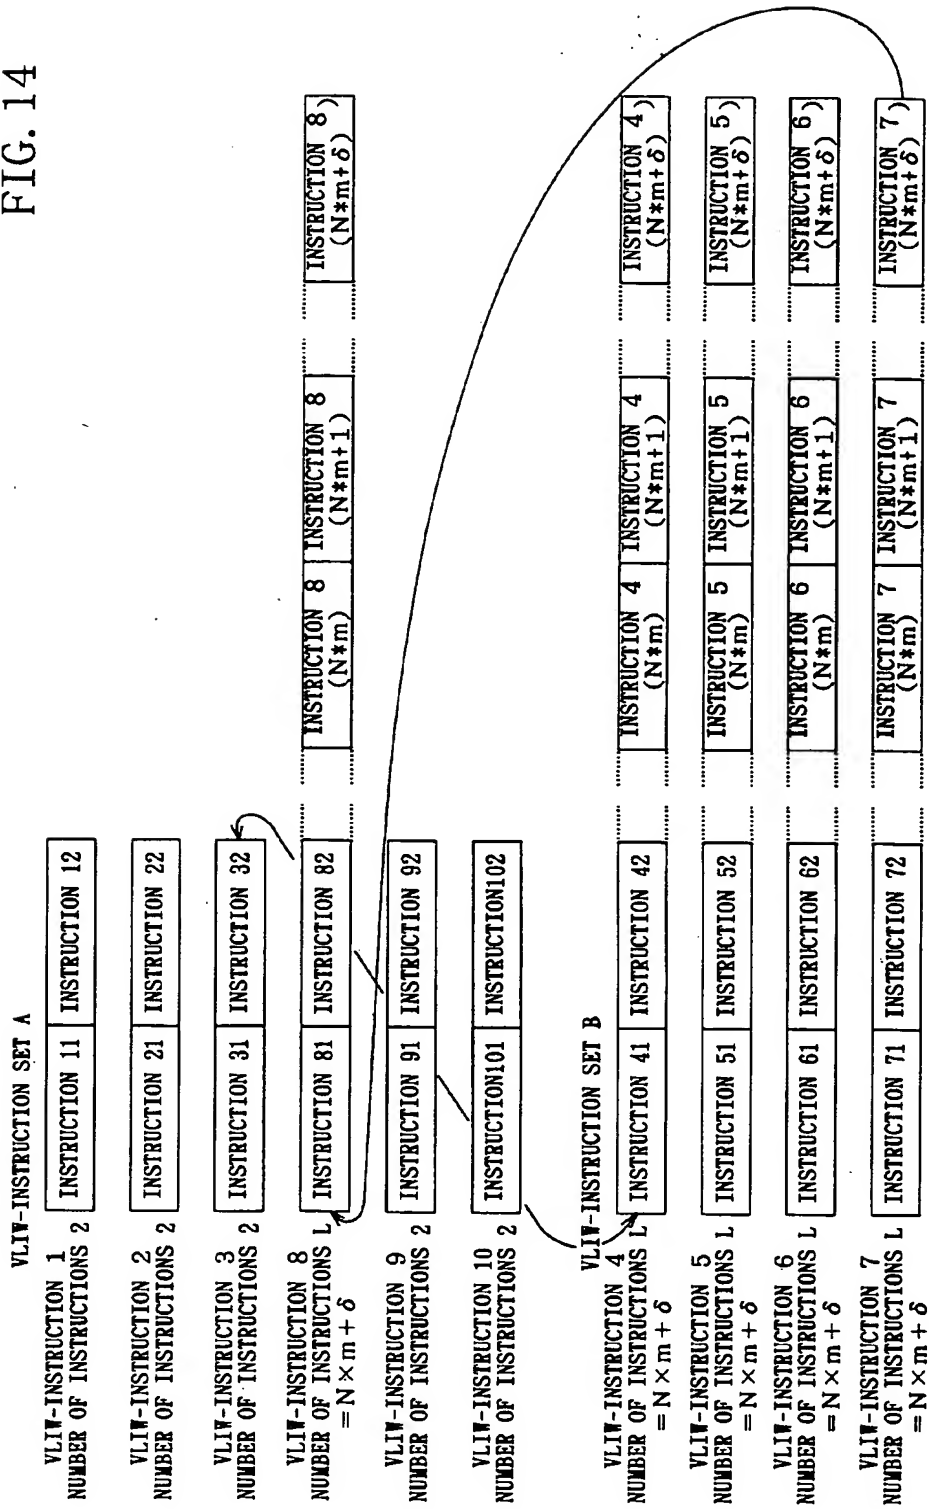 FIG. 14
VLIW-INSTRUCTION SET A
VLIW-INSTRUCTION 1
NUMBER OF INSTRUCTIONS 2
INSTRUCTION 11
INSTRUCTION 12
VLIW-INSTRUCTION 2
NUMBER OF INSTRUCTIONS 2
INSTRUCTION 21
INSTRUCTION 22
VLIW-INSTRUCTION 3
NUMBER OF INSTRUCTIONS 2
INSTRUCTION 31
INSTRUCTION 32
VLIW-INSTRUCTION 8
NUMBER OF INSTRUCTIONS L
=N×m+δ
INSTRUCTION 81
INSTRUCTION 82
INSTRUCTION 8
(N*m)
INSTRUCTION 8
(N*m+1)
INSTRUCTION 8
(N*m+δ)
VLIW-INSTRUCTION 9
NUMBER OF INSTRUCTIONS 2
INSTRUCTION 91
INSTRUCTION 92
VLIW-INSTRUCTION 10
NUMBER OF INSTRUCTIONS 2
INSTRUCTION101
INSTRUCTION102
VLIW-INSTRUCTION SET B
VLIW-INSTRUCTION 4
NUMBER OF INSTRUCTIONS L
=N×m+δ
INSTRUCTION 41
INSTRUCTION 42
INSTRUCTION 4
(N*m)
INSTRUCTION 4
(N*m+1)
INSTRUCTION 4
(N*m+δ)
VLIW-INSTRUCTION 5
NUMBER OF INSTRUCTIONS L
=N×m+δ
INSTRUCTION 51
INSTRUCTION 52
INSTRUCTION 5
(N*m)
INSTRUCTION 5
(N*m+1)
INSTRUCTION 5
(N*m+δ)
VLIW-INSTRUCTION 6
NUMBER OF INSTRUCTIONS L
=N×m+δ
INSTRUCTION 61
INSTRUCTION 62
INSTRUCTION 6
(N*m)
INSTRUCTION 6
(N*m+1)
INSTRUCTION 6
(N*m+δ)
VLIW-INSTRUCTION 7
NUMBER OF INSTRUCTIONS L
=N×m+δ
INSTRUCTION 71
INSTRUCTION 72
INSTRUCTION 7
(N*m)
INSTRUCTION 7
(N*m+1)
INSTRUCTION 7
(N*m+δ)